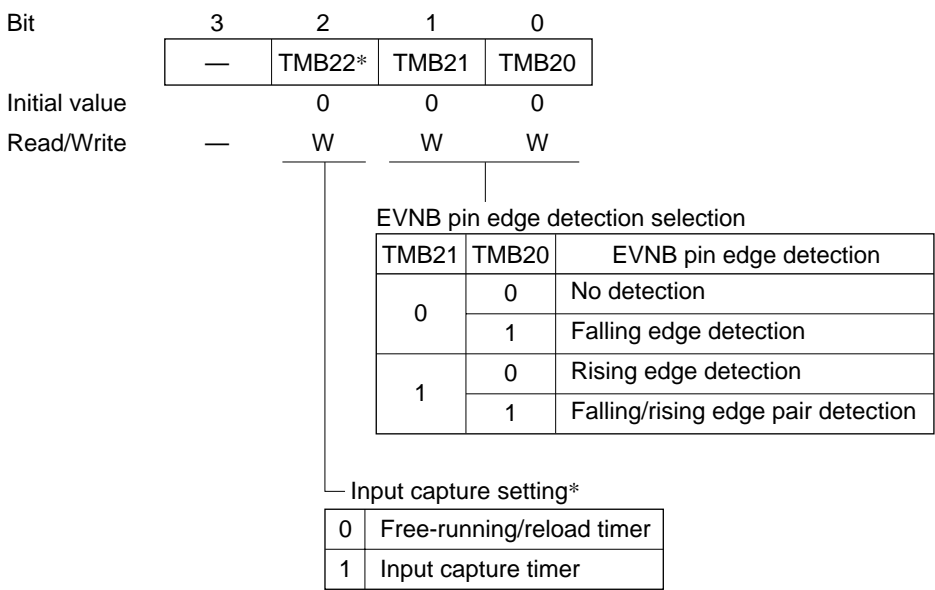 Bit 3 2 1 0
— TMB22* TMB21 TMB20
Initial value 0 0 0
Read/Write — W W W
EVNB pin edge detection selection
TMB21 TMB20 EVNB pin edge detection
0 0 No detection
1 Falling edge detection
1 0 Rising edge detection
1 Falling/rising edge pair detection
Input capture setting*
0 Free-running/reload timer
1 Input capture timer